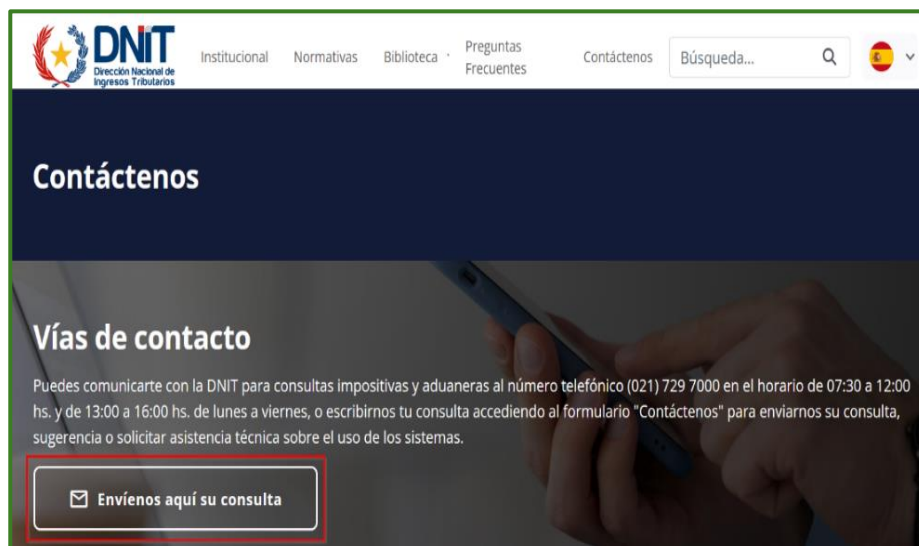 DNIT
Dirección Nacional de
Ingresos Tributarios
Institucional
Normativas
Biblioteca
Preguntas
Frecuentes
Contáctenos
Búsqueda...
Contáctenos
Vías de contacto
Puedes comunicarte con la DNIT para consultas impositivas y aduaneras al número telefónico (021) 729 7000 en el horario de 07:30 a 12:00
hs. y de 13:00 a 16:00 hs. de lunes a viernes, o escribirnos tu consulta accediendo al formulario "Contáctenos" para enviarnos su consulta,
sugerencia o solicitar asistencia técnica sobre el uso de los sistemas.
Envíenos aquí su consulta